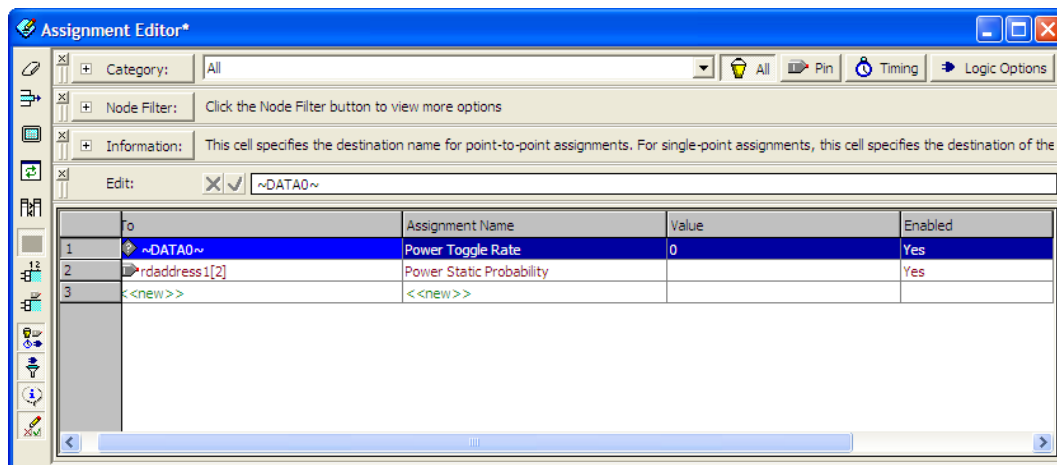 Assignment Editor*
Category: All All Pin Timing Logic Options
Node Filter: Click the Node Filter button to view more options
Information: This cell specifies the destination name for point-to-point assignments. For single-point assignments, this cell specifies the destination of the
Edit: ~DATA0~
To Assignment Name Value Enabled
1 ~DATA0~ Power Toggle Rate 0 Yes
2 rdaddress1[2] Power Static Probability Yes
3 <<new>> <<new>>